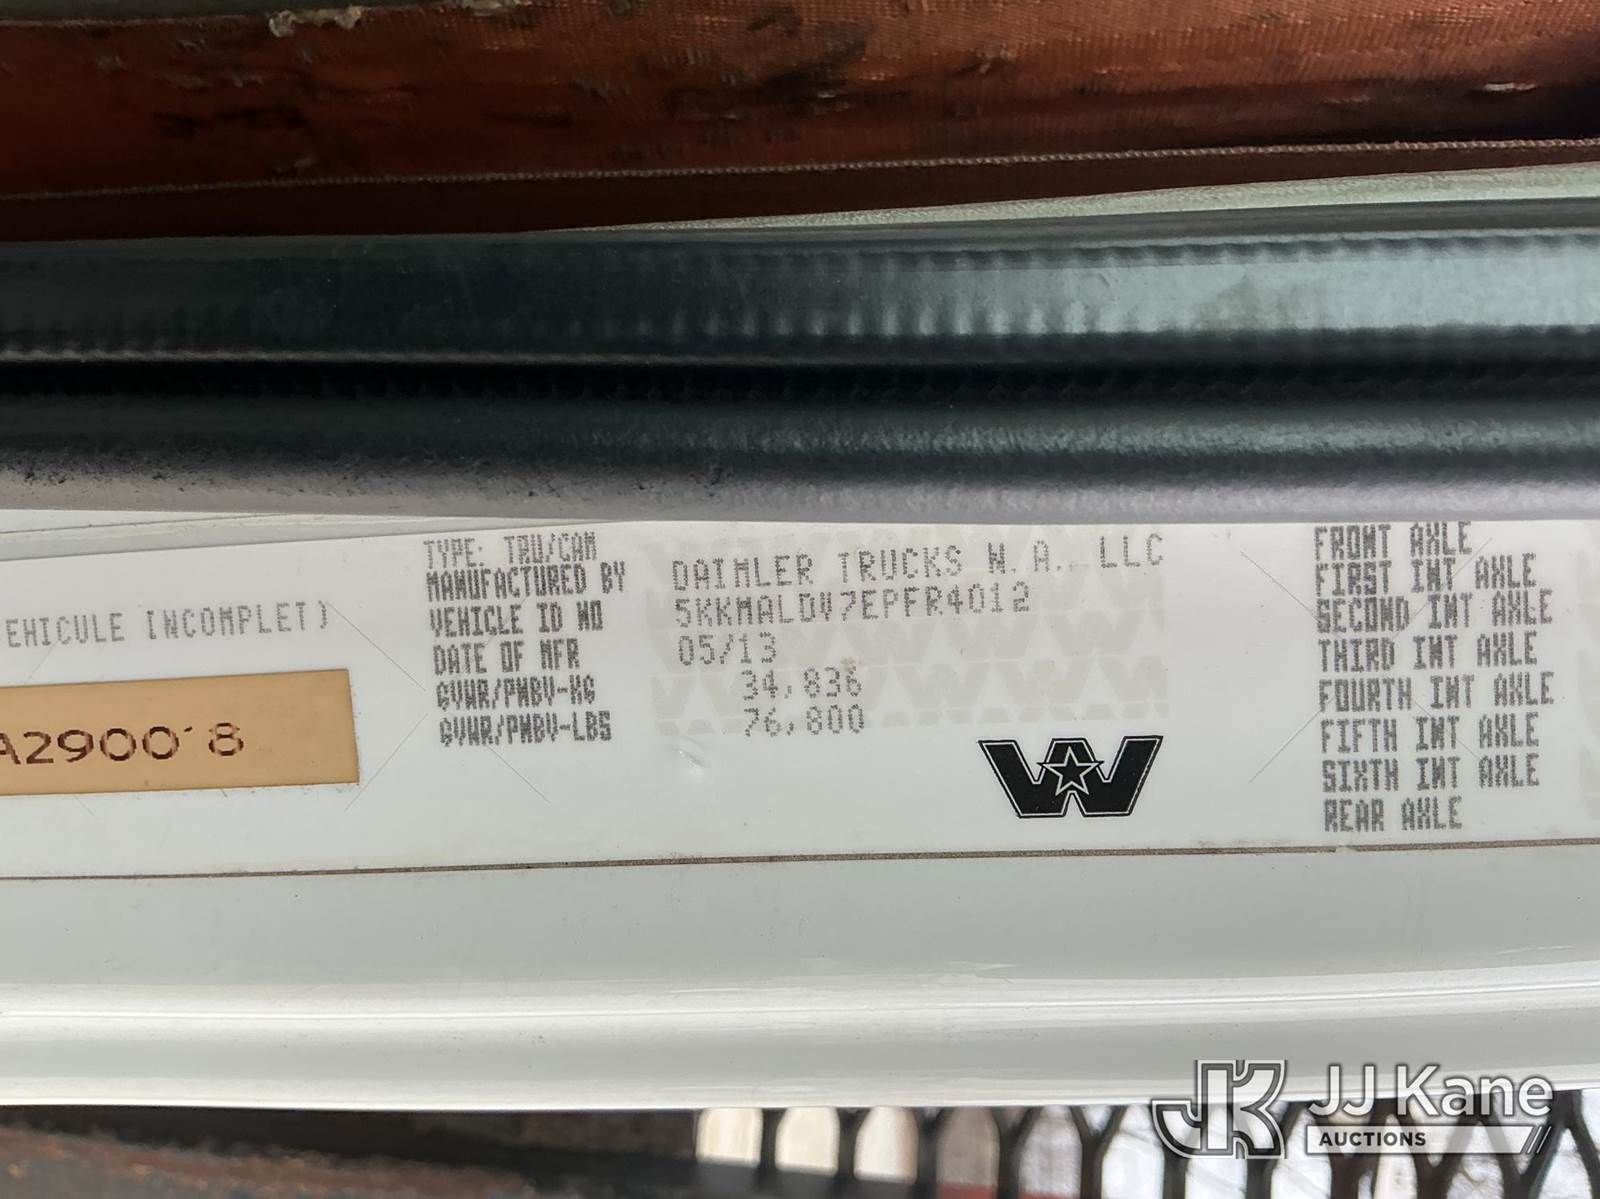 EHICULE INCOMPLET)
A2900 8
TYPE: TRU/CAM
MANUFACTURED BY DAIMLER TRUCKS N.A. LLC
VEHICLE ID NO 5KKMALDV7EPFR4012
DATE OF MFR 05/13
GVWR/PNBV-KG 34,836
GVWR/PNBV-LBS 76,800
W
FRONT AXLE
FIRST INT AXLE
SECOND INT AXLE
THIRD INT AXLE
FOURTH INT AXLE
FIFTH INT AXLE
SIXTH INT AXLE
REAR AXLE
JK JJ Kane
AUCTIONS